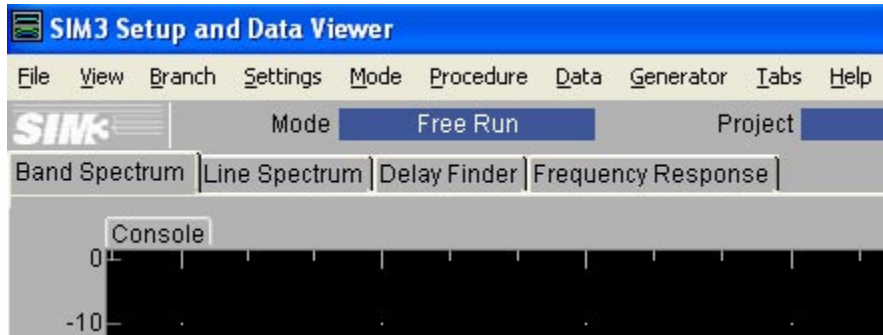 SIM3 Setup and Data Viewer
File View Branch Settings Mode Procedure Data Generator Tabs Help
SIM3 Mode Free Run Project
Band Spectrum Line Spectrum Delay Finder Frequency Response
Console
0
-10